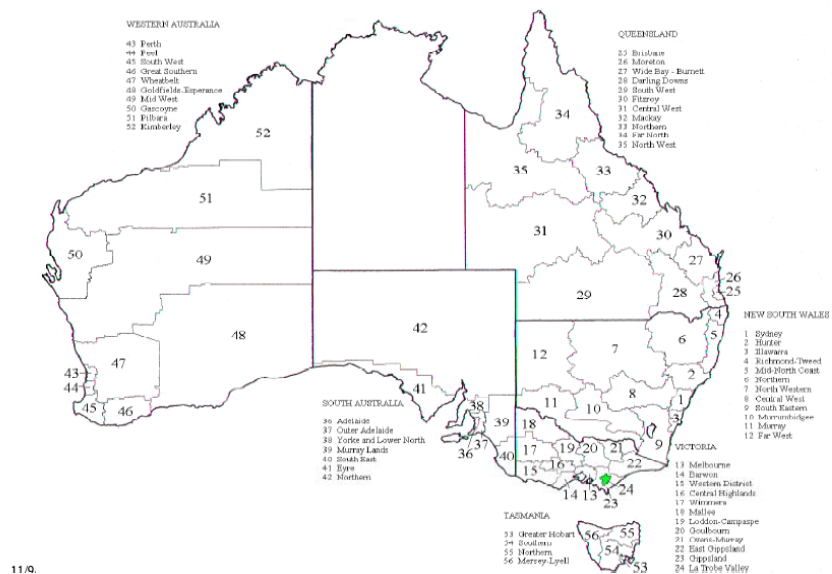 WESTERN AUSTRALIA
43 Perth
44 Peel
45 South West
46 Great Southern
47 Wheatbelt
48 Goldfields-Esperance
49 Mid West
50 Gascoyne
51 Pilbara
52 Kimberley
QUEENSLAND
25 Brisbane
26 Moreton
27 Wide Bay - Burnett
28 Darling Downs
29 South West
30 Fitzroy
31 Central West
32 Mackay
33 Northern
34 Far North
35 North West
NEW SOUTH WALES
1 Sydney
2 Hunter
3 Illawarra
4 Richmond-Tweed
5 Mid-North Coast
6 Northern
7 North Western
8 Central West
9 South Eastern
10 Murrumbidgee
11 Murray
12 Far West
VICTORIA
13 Melbourne
14 Barwon
15 Western District
16 Central Highlands
17 Wimmera
18 Mallee
19 Loddon-Campaspe
20 Goulbourn
21 Ovens-Murray
22 East Gippsland
23 Gippsland
24 La Trobe Valley
SOUTH AUSTRALIA
36 Adelaide
37 Outer Adelaide
38 Yorke and Lower North
39 Murray Lands
40 South East
41 Eyre
42 Northern
TASMANIA
53 Greater Hobart
54 Southern
55 Northern
56 Mersey-Lyell
52
34
35
33
51
32
31
50
49
30
27
26
25
28
29
4
5
42
48
6
7
12
47
43
44
2
41
8
11
10
1
45
46
38
39
3
18
9
36
37
40
17
19
20
21
22
15
16
14
13
24
23
56
55
54
53
11/9.